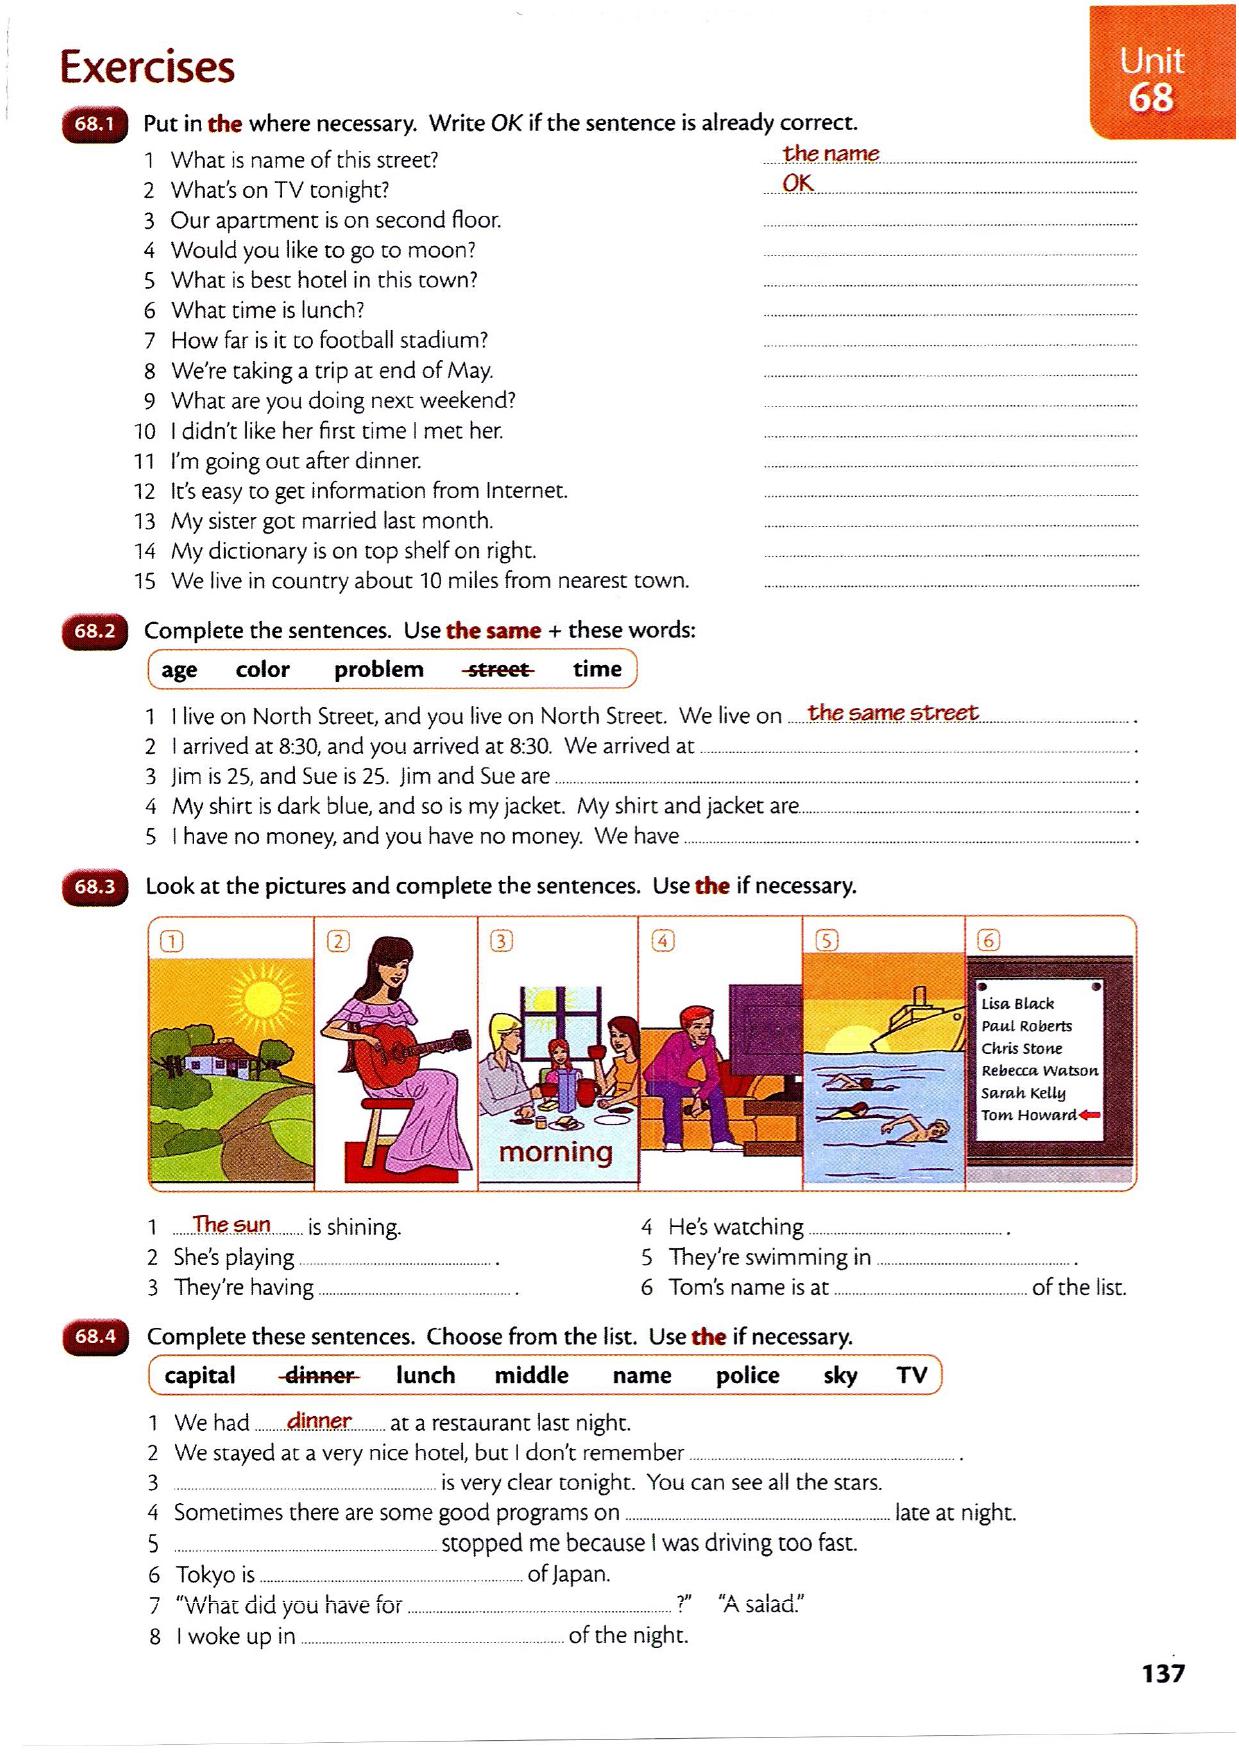 Exercises
Unit
68
68.1 Put in the where necessary. Write OK if the sentence is already correct.
1 What is name of this street? the name
2 What's on TV tonight? OK
3 Our apartment is on second floor.
4 Would you like to go to moon?
5 What is best hotel in this town?
6 What time is lunch?
7 How far is it to football stadium?
8 We're taking a trip at end of May.
9 What are you doing next weekend?
10 I didn't like her first time I met her.
11 I'm going out after dinner.
12 It's easy to get information from Internet.
13 My sister got married last month.
14 My dictionary is on top shelf on right.
15 We live in country about 10 miles from nearest town.
68.2 Complete the sentences. Use the same + these words:
age color problem street time
1 I live on North Street, and you live on North Street. We live on the same street.
2 I arrived at 8:30, and you arrived at 8:30. We arrived at .
3 Jim is 25, and Sue is 25. Jim and Sue are .
4 My shirt is dark blue, and so is my jacket. My shirt and jacket are .
5 I have no money, and you have no money. We have .
68.3 Look at the pictures and complete the sentences. Use the if necessary.
1 2 3 4 5 6
morning
Lisa Black
Paul Roberts
Chris Stone
Rebecca Watson
Sarah Kelly
Tom Howard
1 The sun is shining.
2 She's playing .
3 They're having .
4 He's watching .
5 They're swimming in .
6 Tom's name is at of the list.
68.4 Complete these sentences. Choose from the list. Use the if necessary.
capital dinner lunch middle name police sky TV
1 We had dinner at a restaurant last night.
2 We stayed at a very nice hotel, but I don't remember .
3 is very clear tonight. You can see all the stars.
4 Sometimes there are some good programs on late at night.
5 stopped me because I was driving too fast.
6 Tokyo is of Japan.
7 "What did you have for ?" "A salad."
8 I woke up in of the night.
137